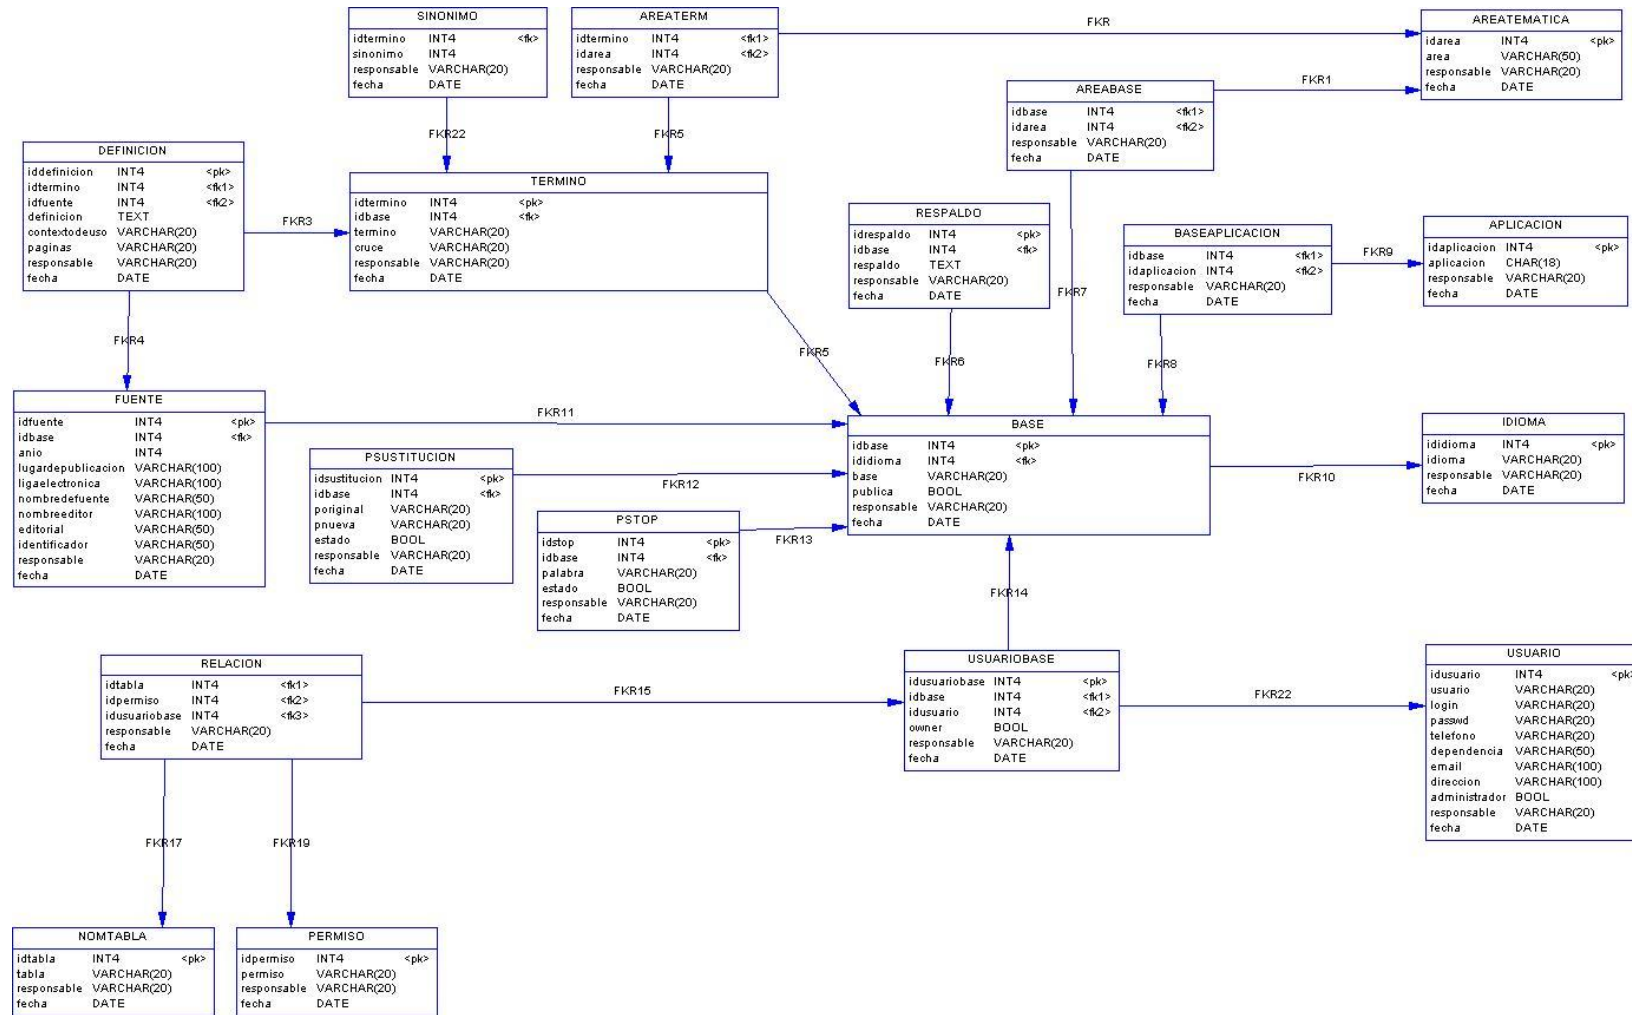 SINONIMO
idtermino INT4 <fk>
sinonimo INT4
responsable VARCHAR(20)
fecha DATE
AREATERM
idtermino INT4 <fk1>
idarea INT4 <fk2>
responsable VARCHAR(20)
fecha DATE
FKR
AREATEMATICA
idarea INT4 <pk>
area VARCHAR(50)
responsable VARCHAR(20)
fecha DATE
AREABASE
idbase INT4 <fk1>
idarea INT4 <fk2>
responsable VARCHAR(20)
fecha DATE
FKR1
FKR22
FKR5
DEFINICION
iddefinicion INT4 <pk>
idtermino INT4 <fk1>
idfuente INT4 <fk2>
definicion TEXT
contextodeuso VARCHAR(20)
paginas VARCHAR(20)
responsable VARCHAR(20)
fecha DATE
FKR3
TERMINO
idtermino INT4 <pk>
idbase INT4 <fk>
termino VARCHAR(20)
cruce VARCHAR(20)
responsable VARCHAR(20)
fecha DATE
RESPALDO
idrespaldo INT4 <pk>
idbase INT4 <fk>
respaldo TEXT
responsable VARCHAR(20)
fecha DATE
FKR7
BASEAPLICACION
idbase INT4 <fk1>
idaplicacion INT4 <fk2>
responsable VARCHAR(20)
fecha DATE
FKR9
APLICACION
idaplicacion INT4 <pk>
aplicacion CHAR(18)
responsable VARCHAR(20)
fecha DATE
FKR4
FKR5
FKR6
FKR8
FUENTE
idfuente INT4 <pk>
idbase INT4 <fk>
anio INT4
lugardepublicacion VARCHAR(100)
ligaelectronica VARCHAR(100)
nombredefuente VARCHAR(50)
nombreeditor VARCHAR(100)
editorial VARCHAR(50)
identificador VARCHAR(50)
responsable VARCHAR(20)
fecha DATE
FKR11
PSUSTITUCION
idsustitucion INT4 <pk>
idbase INT4 <fk>
poriginal VARCHAR(20)
pnueva VARCHAR(20)
estado BOOL
responsable VARCHAR(20)
fecha DATE
FKR12
PSTOP
idstop INT4 <pk>
idbase INT4 <fk>
palabra VARCHAR(20)
estado BOOL
responsable VARCHAR(20)
fecha DATE
FKR13
BASE
idbase INT4 <pk>
ididioma INT4 <fk>
base VARCHAR(20)
publica BOOL
responsable VARCHAR(20)
fecha DATE
FKR10
IDIOMA
ididioma INT4 <pk>
idioma VARCHAR(20)
responsable VARCHAR(20)
fecha DATE
FKR14
RELACION
idtabla INT4 <fk1>
idpermiso INT4 <fk2>
idusuariobase INT4 <fk3>
responsable VARCHAR(20)
fecha DATE
FKR15
USUARIOBASE
idusuariobase INT4 <pk>
idbase INT4 <fk1>
idusuario INT4 <fk2>
owner BOOL
responsable VARCHAR(20)
fecha DATE
FKR22
USUARIO
idusuario INT4 <pk>
usuario VARCHAR(20)
login VARCHAR(20)
passwd VARCHAR(20)
telefono VARCHAR(20)
dependencia VARCHAR(50)
email VARCHAR(100)
direccion VARCHAR(100)
administrador BOOL
responsable VARCHAR(20)
fecha DATE
FKR17
FKR19
NOMTABLA
idtabla INT4 <pk>
tabla VARCHAR(20)
responsable VARCHAR(20)
fecha DATE
PERMISO
idpermiso INT4 <pk>
permiso VARCHAR(20)
responsable VARCHAR(20)
fecha DATE